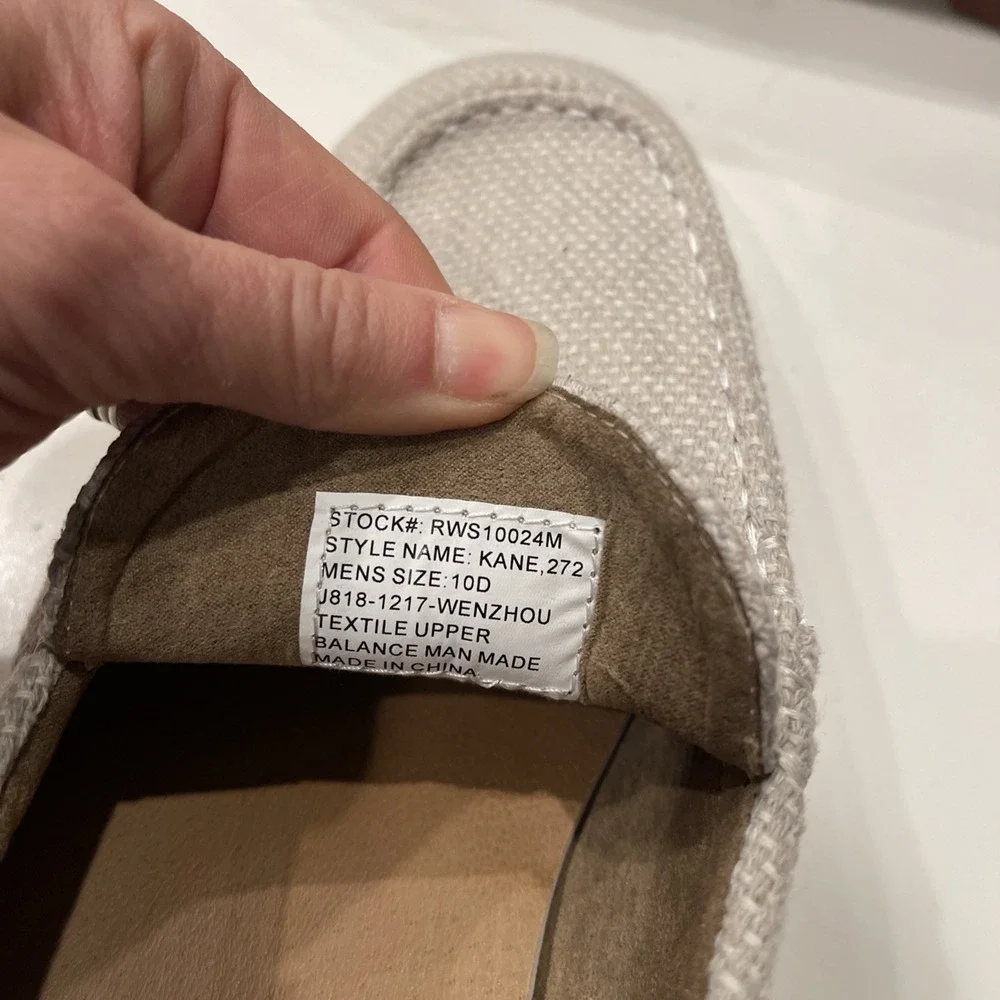 STOCK#: RWS10024M
STYLE NAME: KANE,272
MENS SIZE:10D
J818-1217-WENZHOU
TEXTILE UPPER
BALANCE MAN MADE
MADE IN CHINA